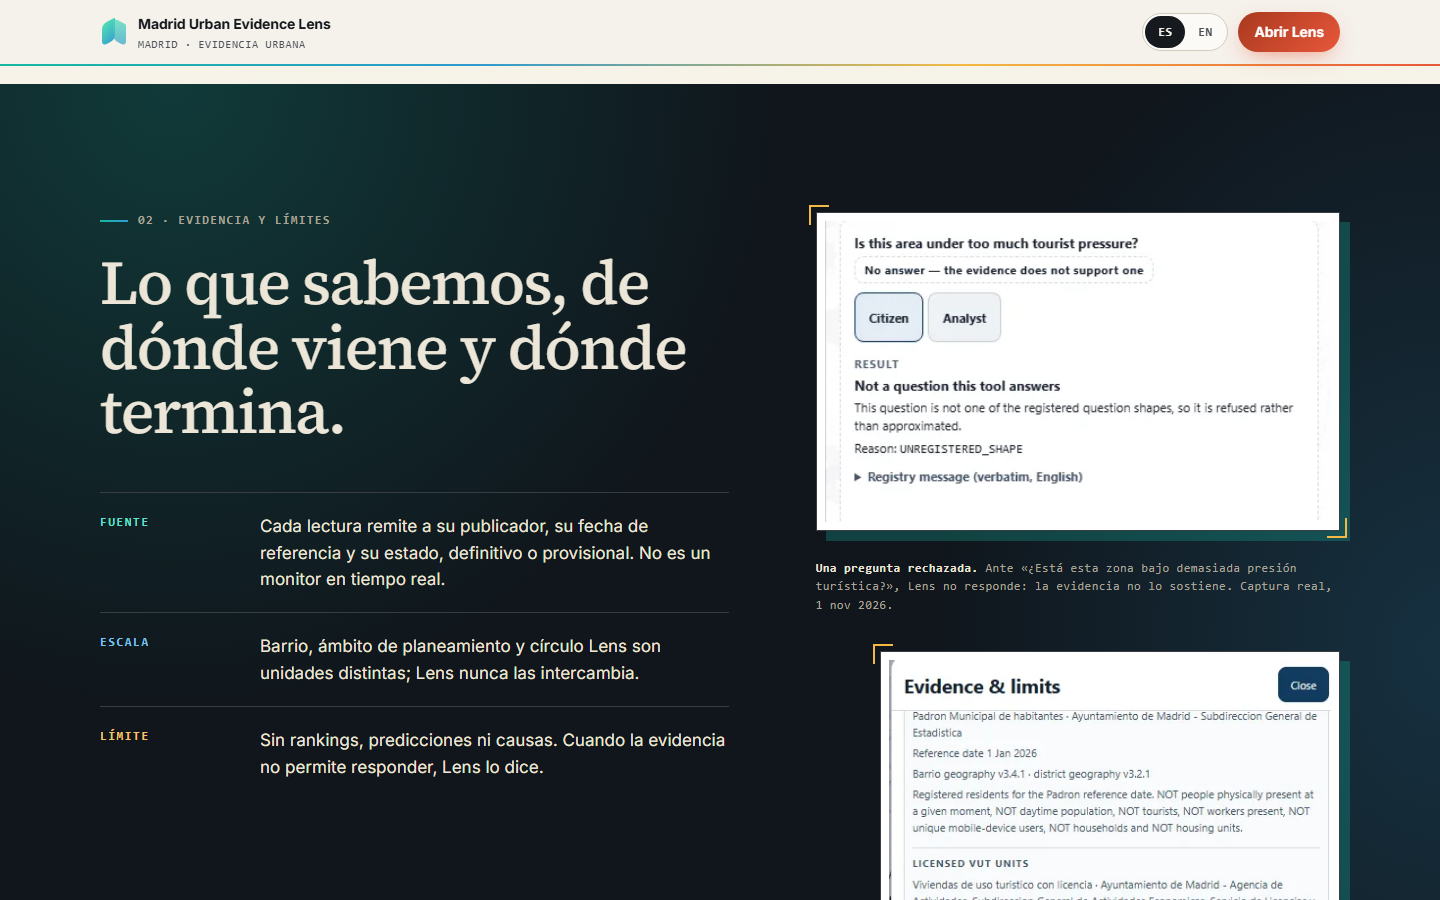 Madrid Urban Evidence Lens
MADRID · EVIDENCIA URBANA
ES EN
Abrir Lens
02 · EVIDENCIA Y LÍMITES
Lo que sabemos, de
dónde viene y dónde
termina.
FUENTE
Cada lectura remite a su publicador, su fecha de
referencia y su estado, definitivo o provisional. No es un
monitor en tiempo real.
ESCALA
Barrio, ámbito de planeamiento y círculo Lens son
unidades distintas; Lens nunca las intercambia.
LÍMITE
Sin rankings, predicciones ni causas. Cuando la evidencia
no permite responder, Lens lo dice.
Is this area under too much tourist pressure?
No answer — the evidence does not support one
Citizen Analyst
RESULT
Not a question this tool answers
This question is not one of the registered question shapes, so it is refused rather
than approximated.
Reason: UNREGISTERED_SHAPE
▶ Registry message (verbatim, English)
Una pregunta rechazada. Ante «¿Está esta zona bajo demasiada presión
turística?», Lens no responde: la evidencia no lo sostiene. Captura real,
1 nov 2026.
Evidence & limits
Close
Padron Municipal de habitantes · Ayuntamiento de Madrid - Subdireccion General de
Estadistica
Reference date 1 Jan 2026
Barrio geography v3.4.1 · district geography v3.2.1
Registered residents for the Padron reference date. NOT people physically present at
a given moment, NOT daytime population, NOT tourists, NOT workers present, NOT
unique mobile-device users, NOT households and NOT housing units.
LICENSED VUT UNITS
Viviendas de uso turistico con licencia · Ayuntamiento de Madrid - Agencia de